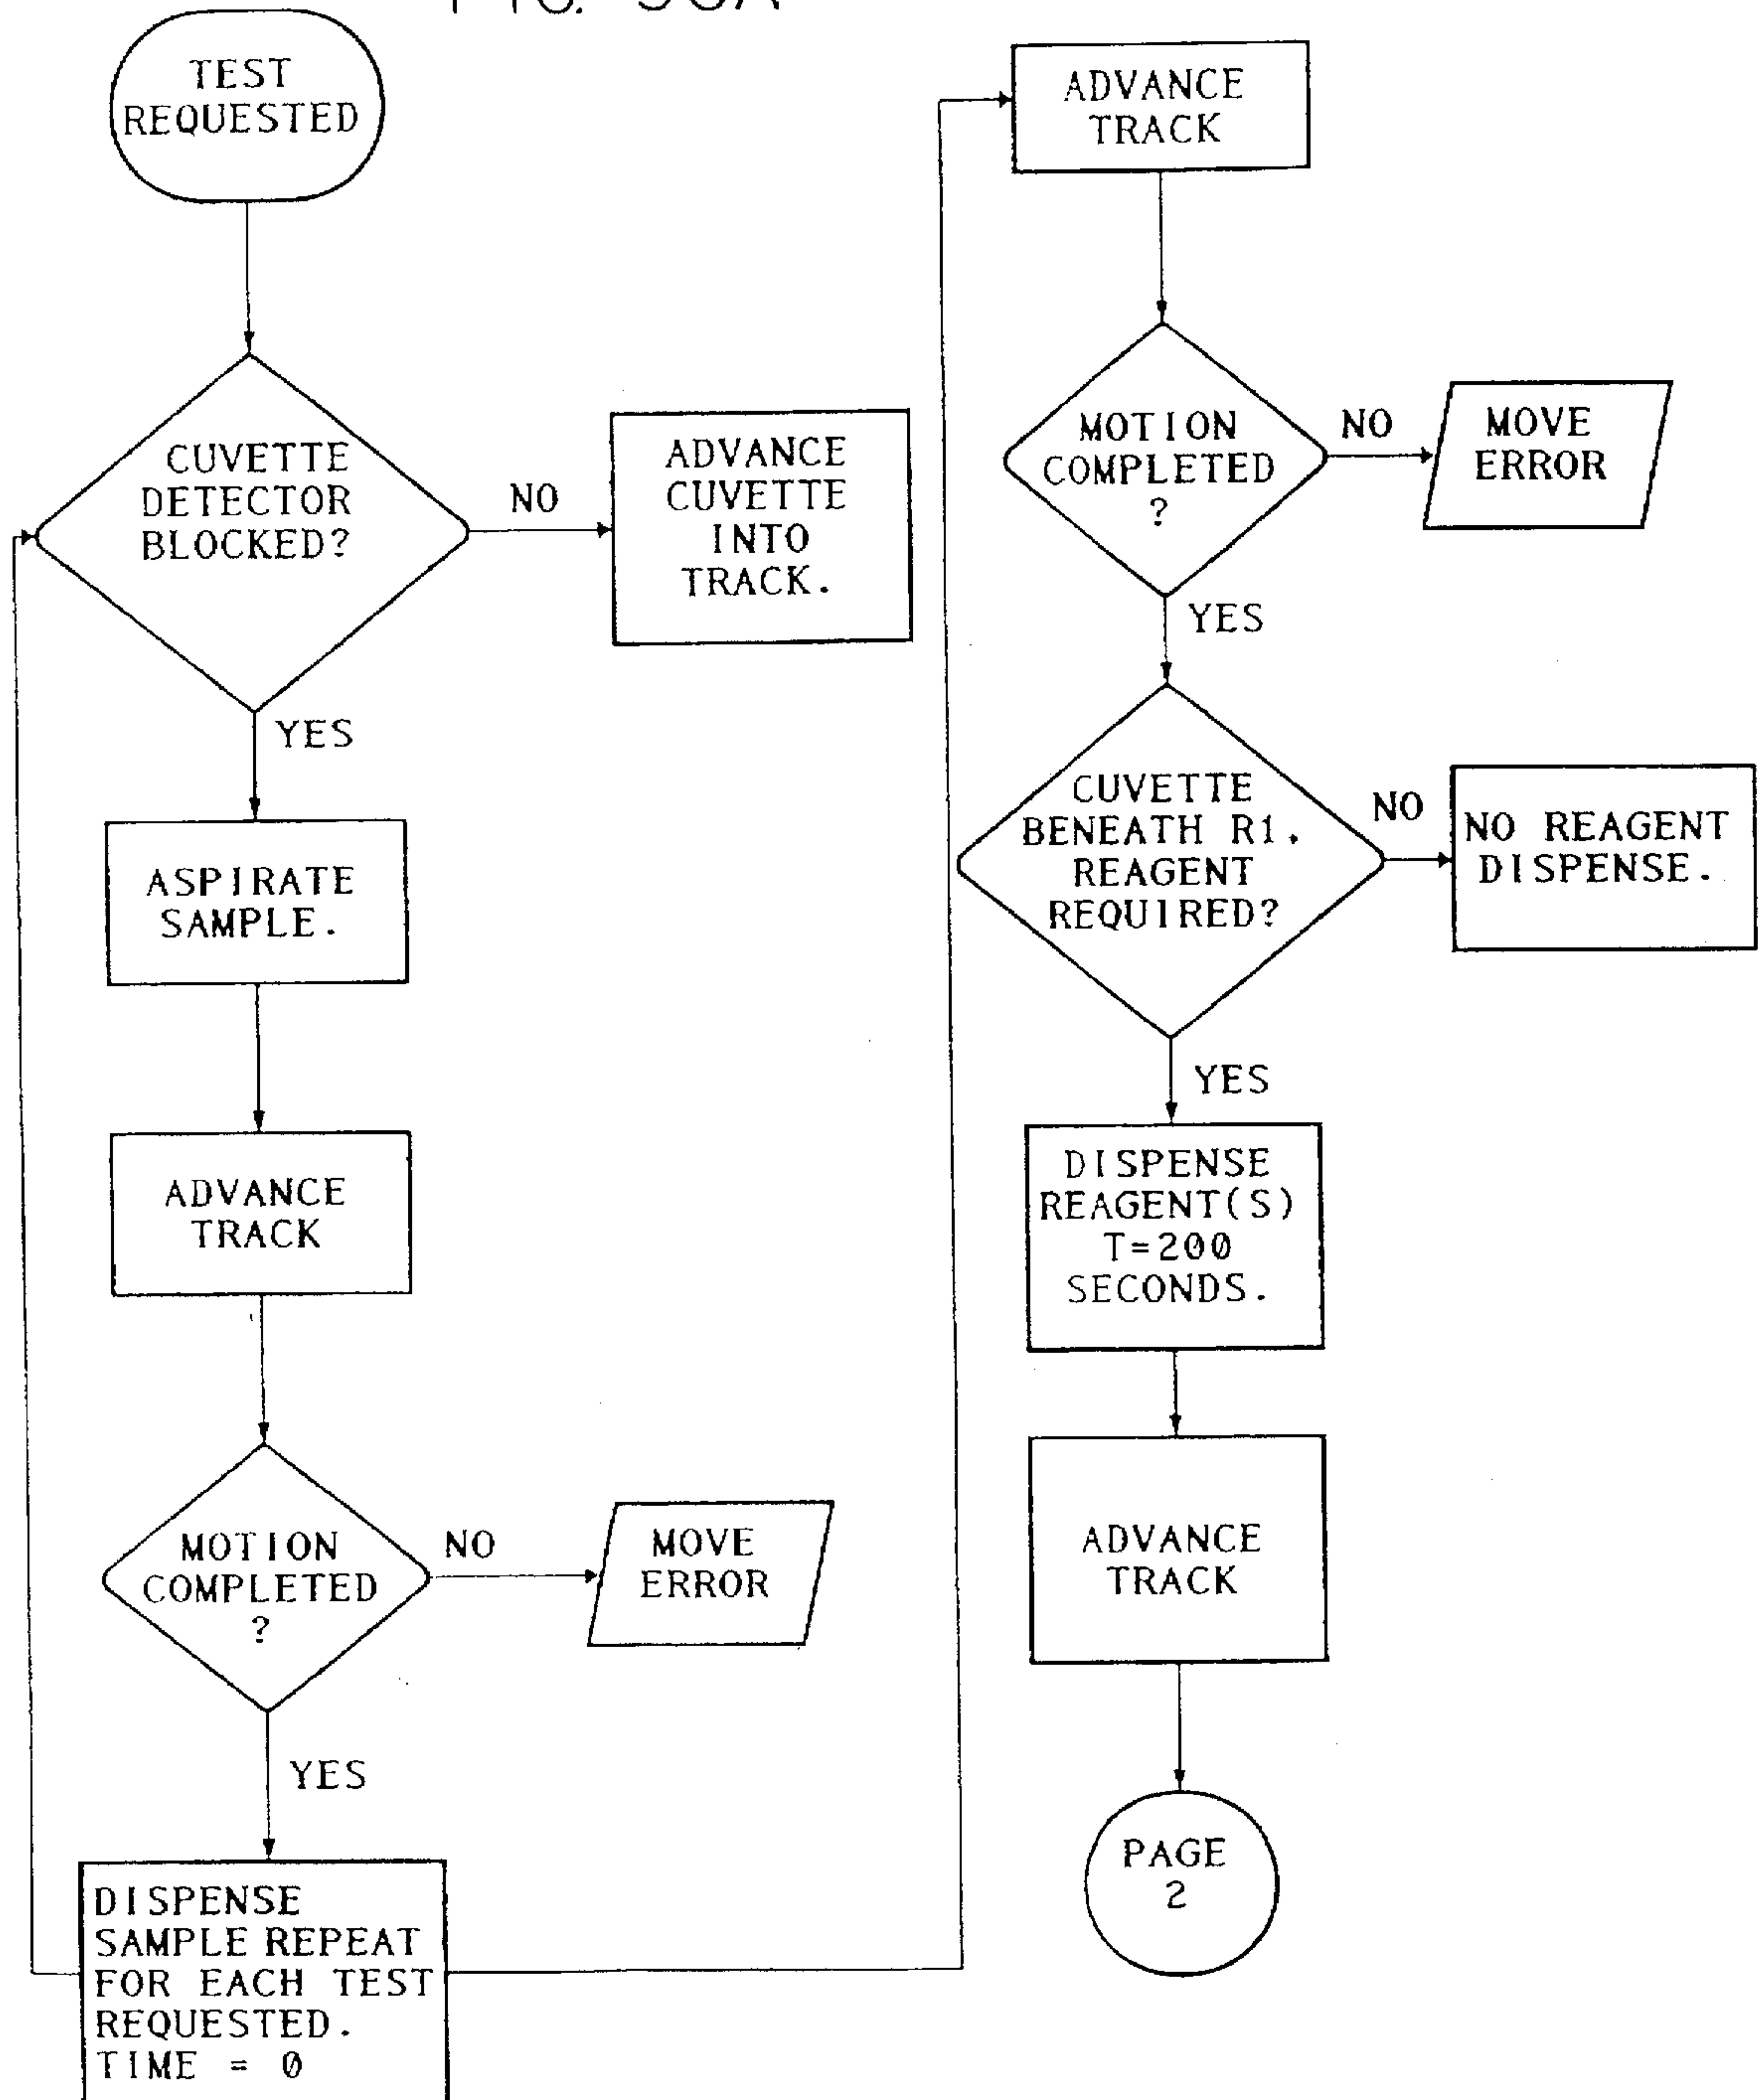 TEST
REQUESTED
CUVETTE
DETECTOR
BLOCKED?
NO
ADVANCE
CUVETTE
INTO
TRACK.
YES
ASPIRATE
SAMPLE.
ADVANCE
TRACK
MOTION
COMPLETED
?
NO
MOVE
ERROR
YES
DISPENSE
SAMPLE REPEAT
FOR EACH TEST
REQUESTED.
TIME = 0
ADVANCE
TRACK
MOTION
COMPLETED
?
NO
MOVE
ERROR
YES
CUVETTE
BENEATH R1.
REAGENT
REQUIRED?
NO
NO REAGENT
DISPENSE.
YES
DISPENSE
REAGENT(S)
T=200
SECONDS.
ADVANCE
TRACK
PAGE
2